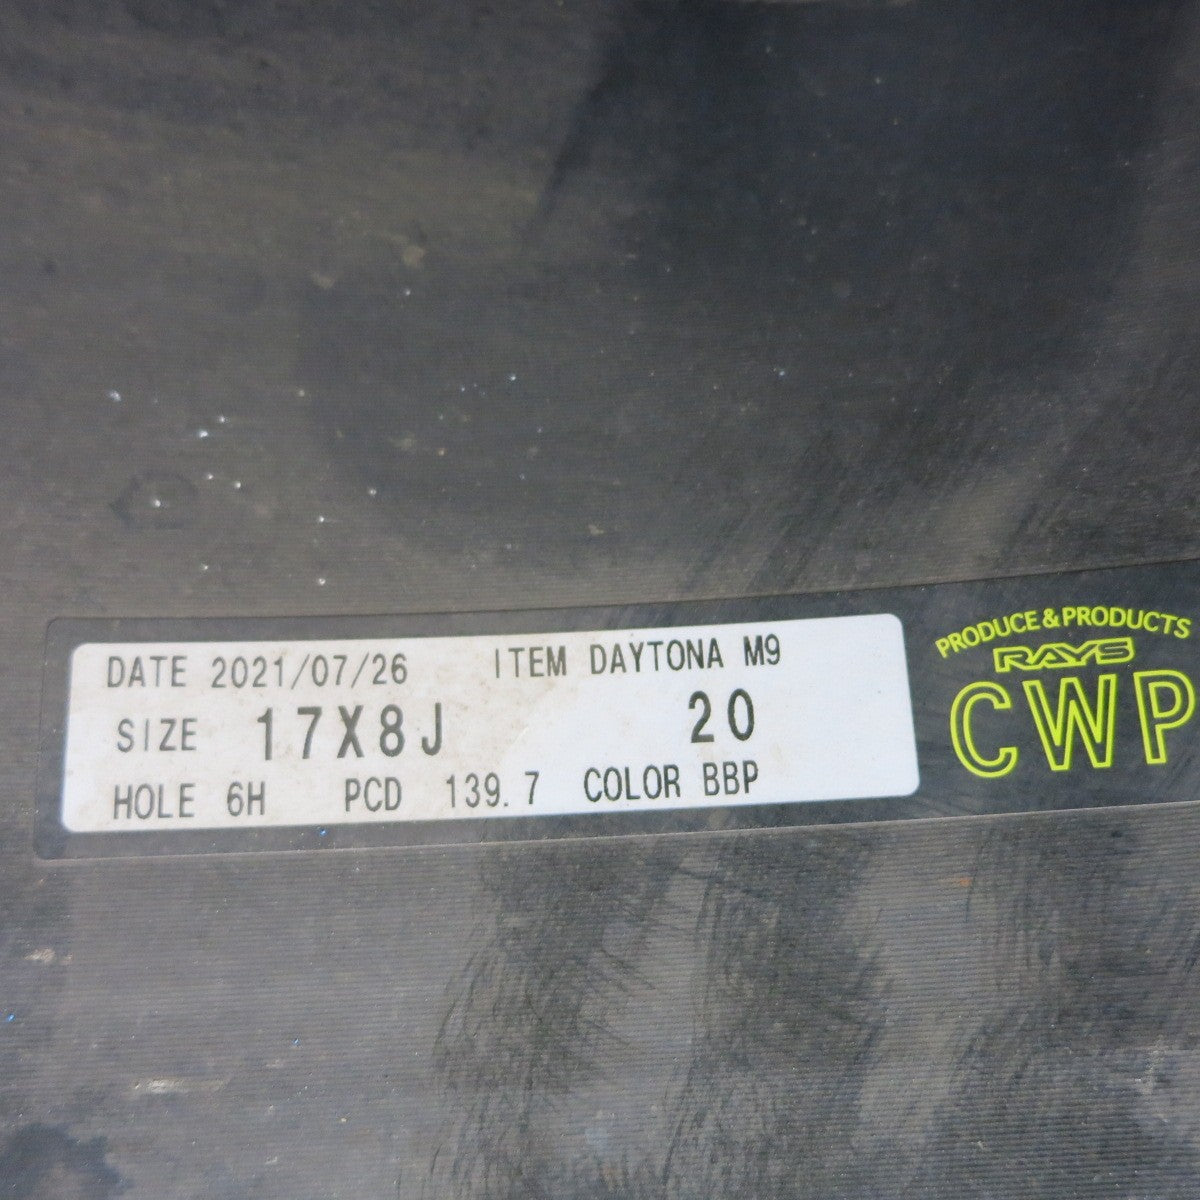 DATE 2021/07/26 ITEM DAYTONA M9
SIZE 17X8J 20
HOLE 6H PCD 139.7 COLOR BBP
PRODUCE & PRODUCTS
RAYS
CWP